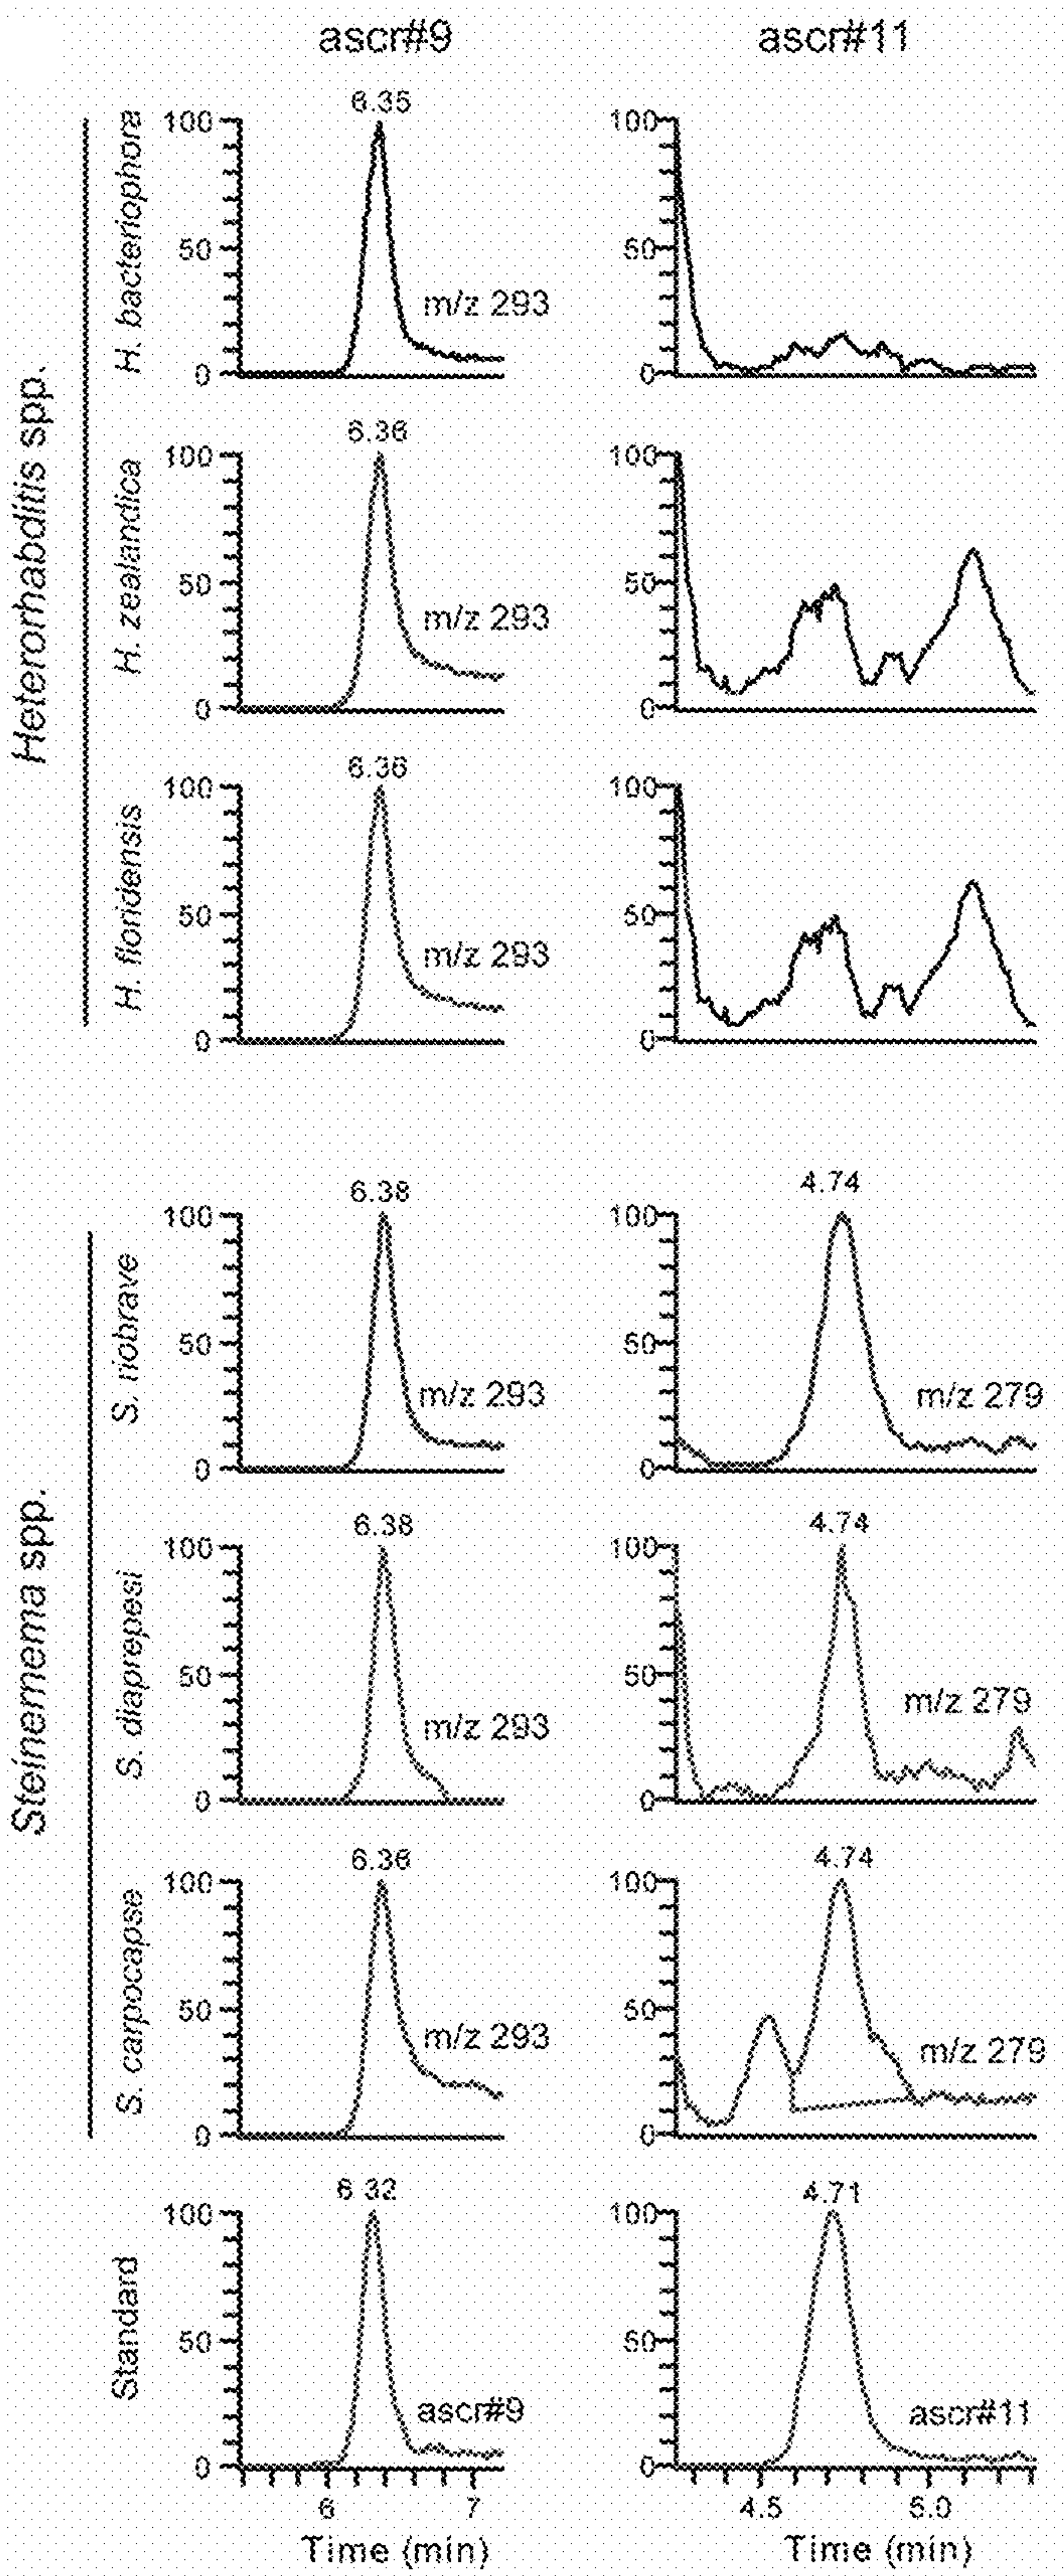 ascr#9 ascr#11
Heterorhabditis spp.
H. bacteriophora
6.35
100
50
0
m/z 293
100
50
0
H. zealandica
6.36
100
50
0
m/z 293
100
50
0
H. floridensis
6.36
100
50
0
m/z 293
100
50
0
Steinernema spp.
S. riobrave
6.38
100
50
0
m/z 293
4.74
100
50
0
m/z 279
S. diaprepesi
6.38
100
50
0
m/z 293
4.74
100
50
0
m/z 279
S. carpocapse
6.36
100
50
0
m/z 293
4.74
100
50
0
m/z 279
Standard
6.32
100
50
0
ascr#9
6 7
Time (min)
4.71
100
50
0
ascr#11
4.5 5.0
Time (min)